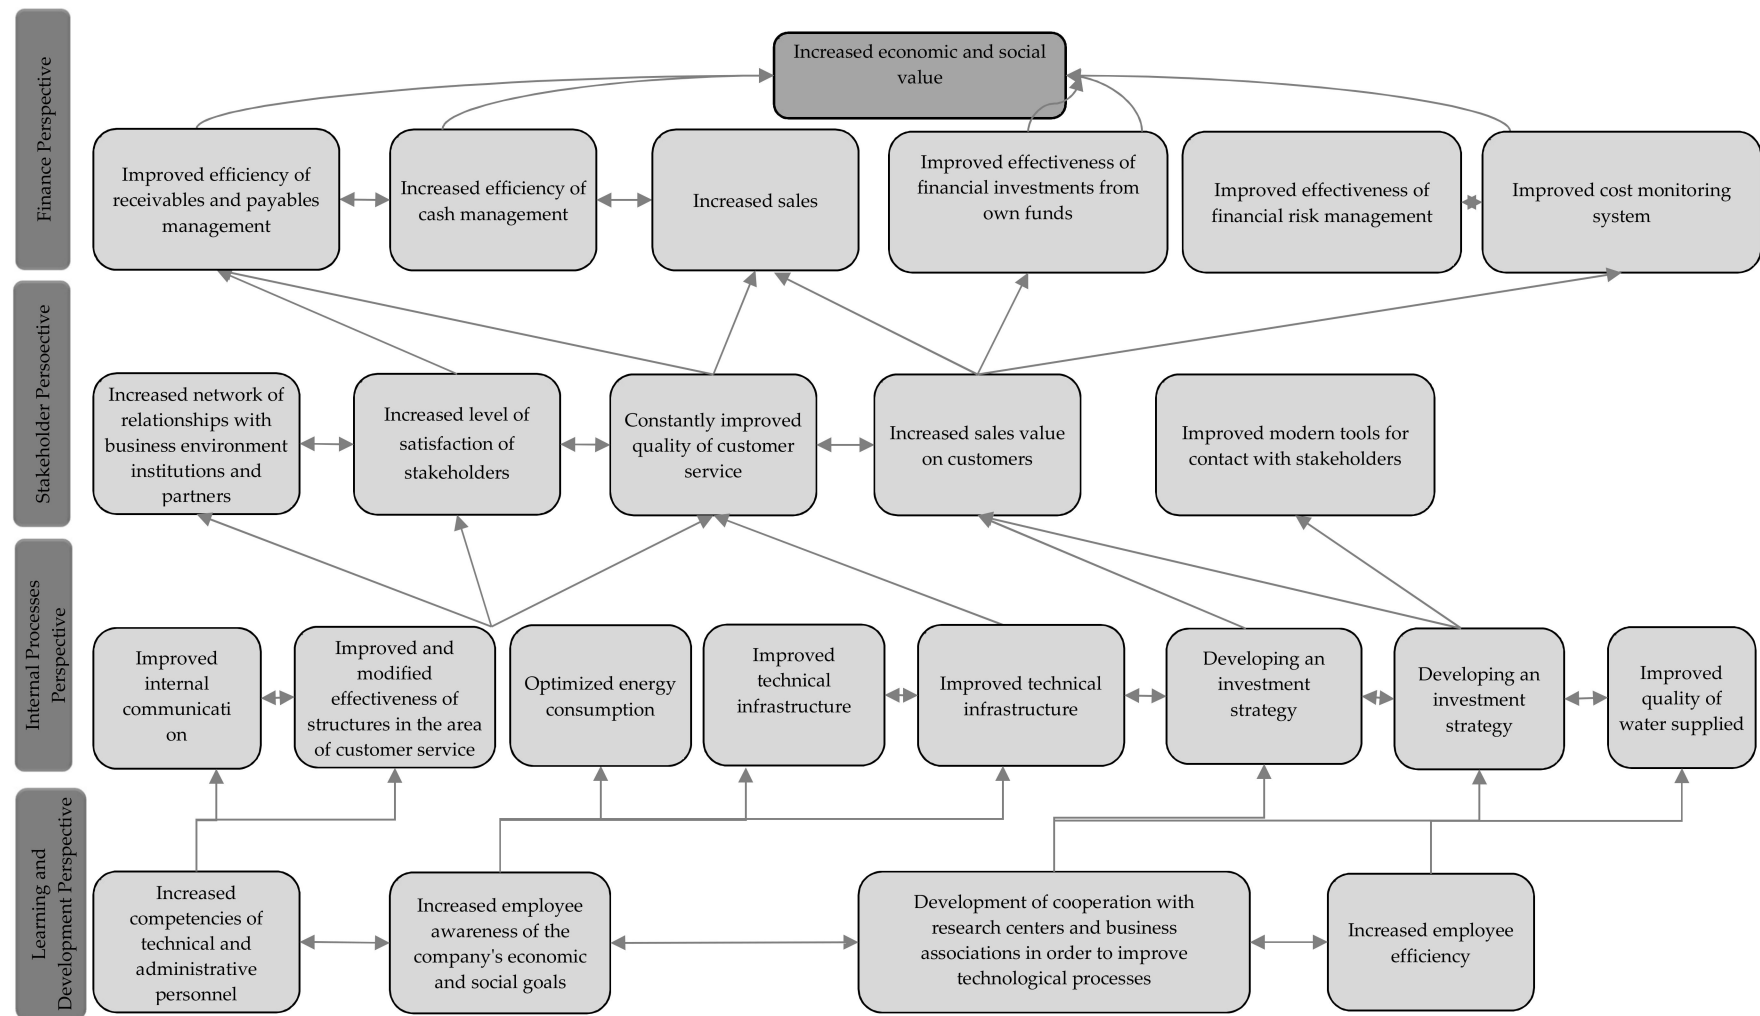 Finance Perspective
Increased economic and social
value
Improved efficiency of
receivables and payables
management
Increased efficiency of
cash management
Increased sales
Improved effectiveness of
financial investments from
own funds
Improved effectiveness of
financial risk management
Improved cost monitoring
system
Stakeholder Persoective
Increased network of
relationships with
business environment
institutions and
partners
Increased level of
satisfaction of
stakeholders
Constantly improved
quality of customer
service
Increased sales value
on customers
Improved modern tools for
contact with stakeholders
Internal Processes
Perspective
Improved
internal
communicati
on
Improved and
modified
effectiveness of
structures in the area
of customer service
Optimized energy
consumption
Improved
technical
infrastructure
Improved technical
infrastructure
Developing an
investment
strategy
Developing an
investment
strategy
Improved
quality of
water supplied
Learning and
Development Perspective
Increased
competencies of
technical and
administrative
personnel
Increased employee
awareness of the
company's economic
and social goals
Development of cooperation with
research centers and business
associations in order to improve
technological processes
Increased employee
efficiency